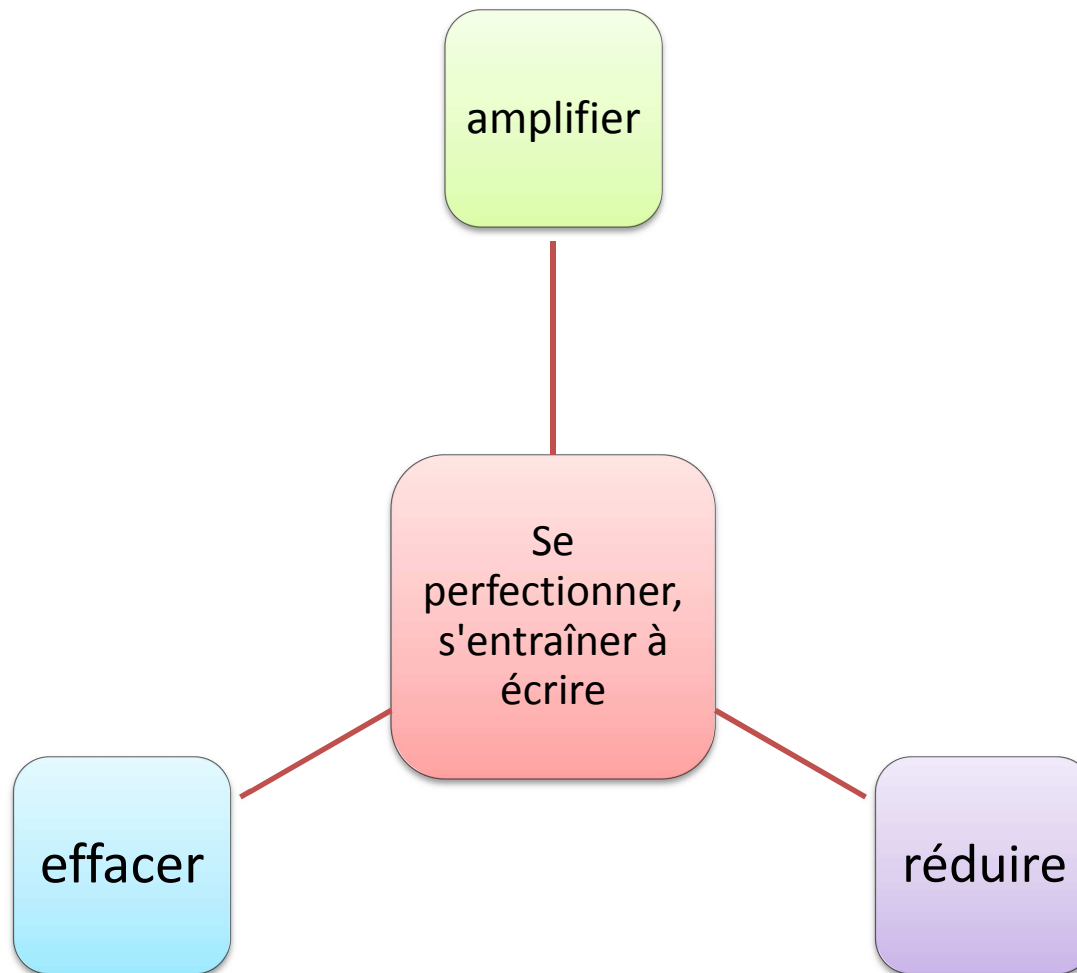 amplifier
Se
perfectionner,
s'entraîner à
écrire
effacer
réduire